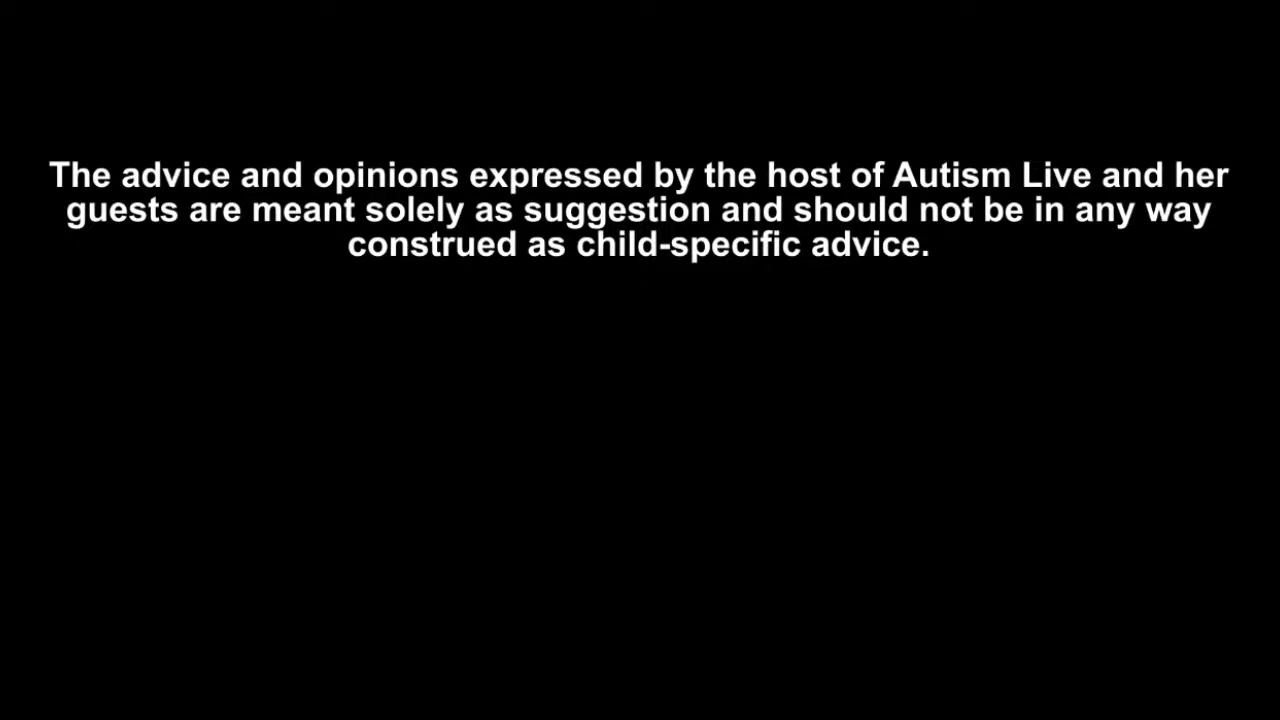 The advice and opinions expressed by the host of Autism Live and her
guests are meant solely as suggestion and should not be in any way
construed as child-specific advice.